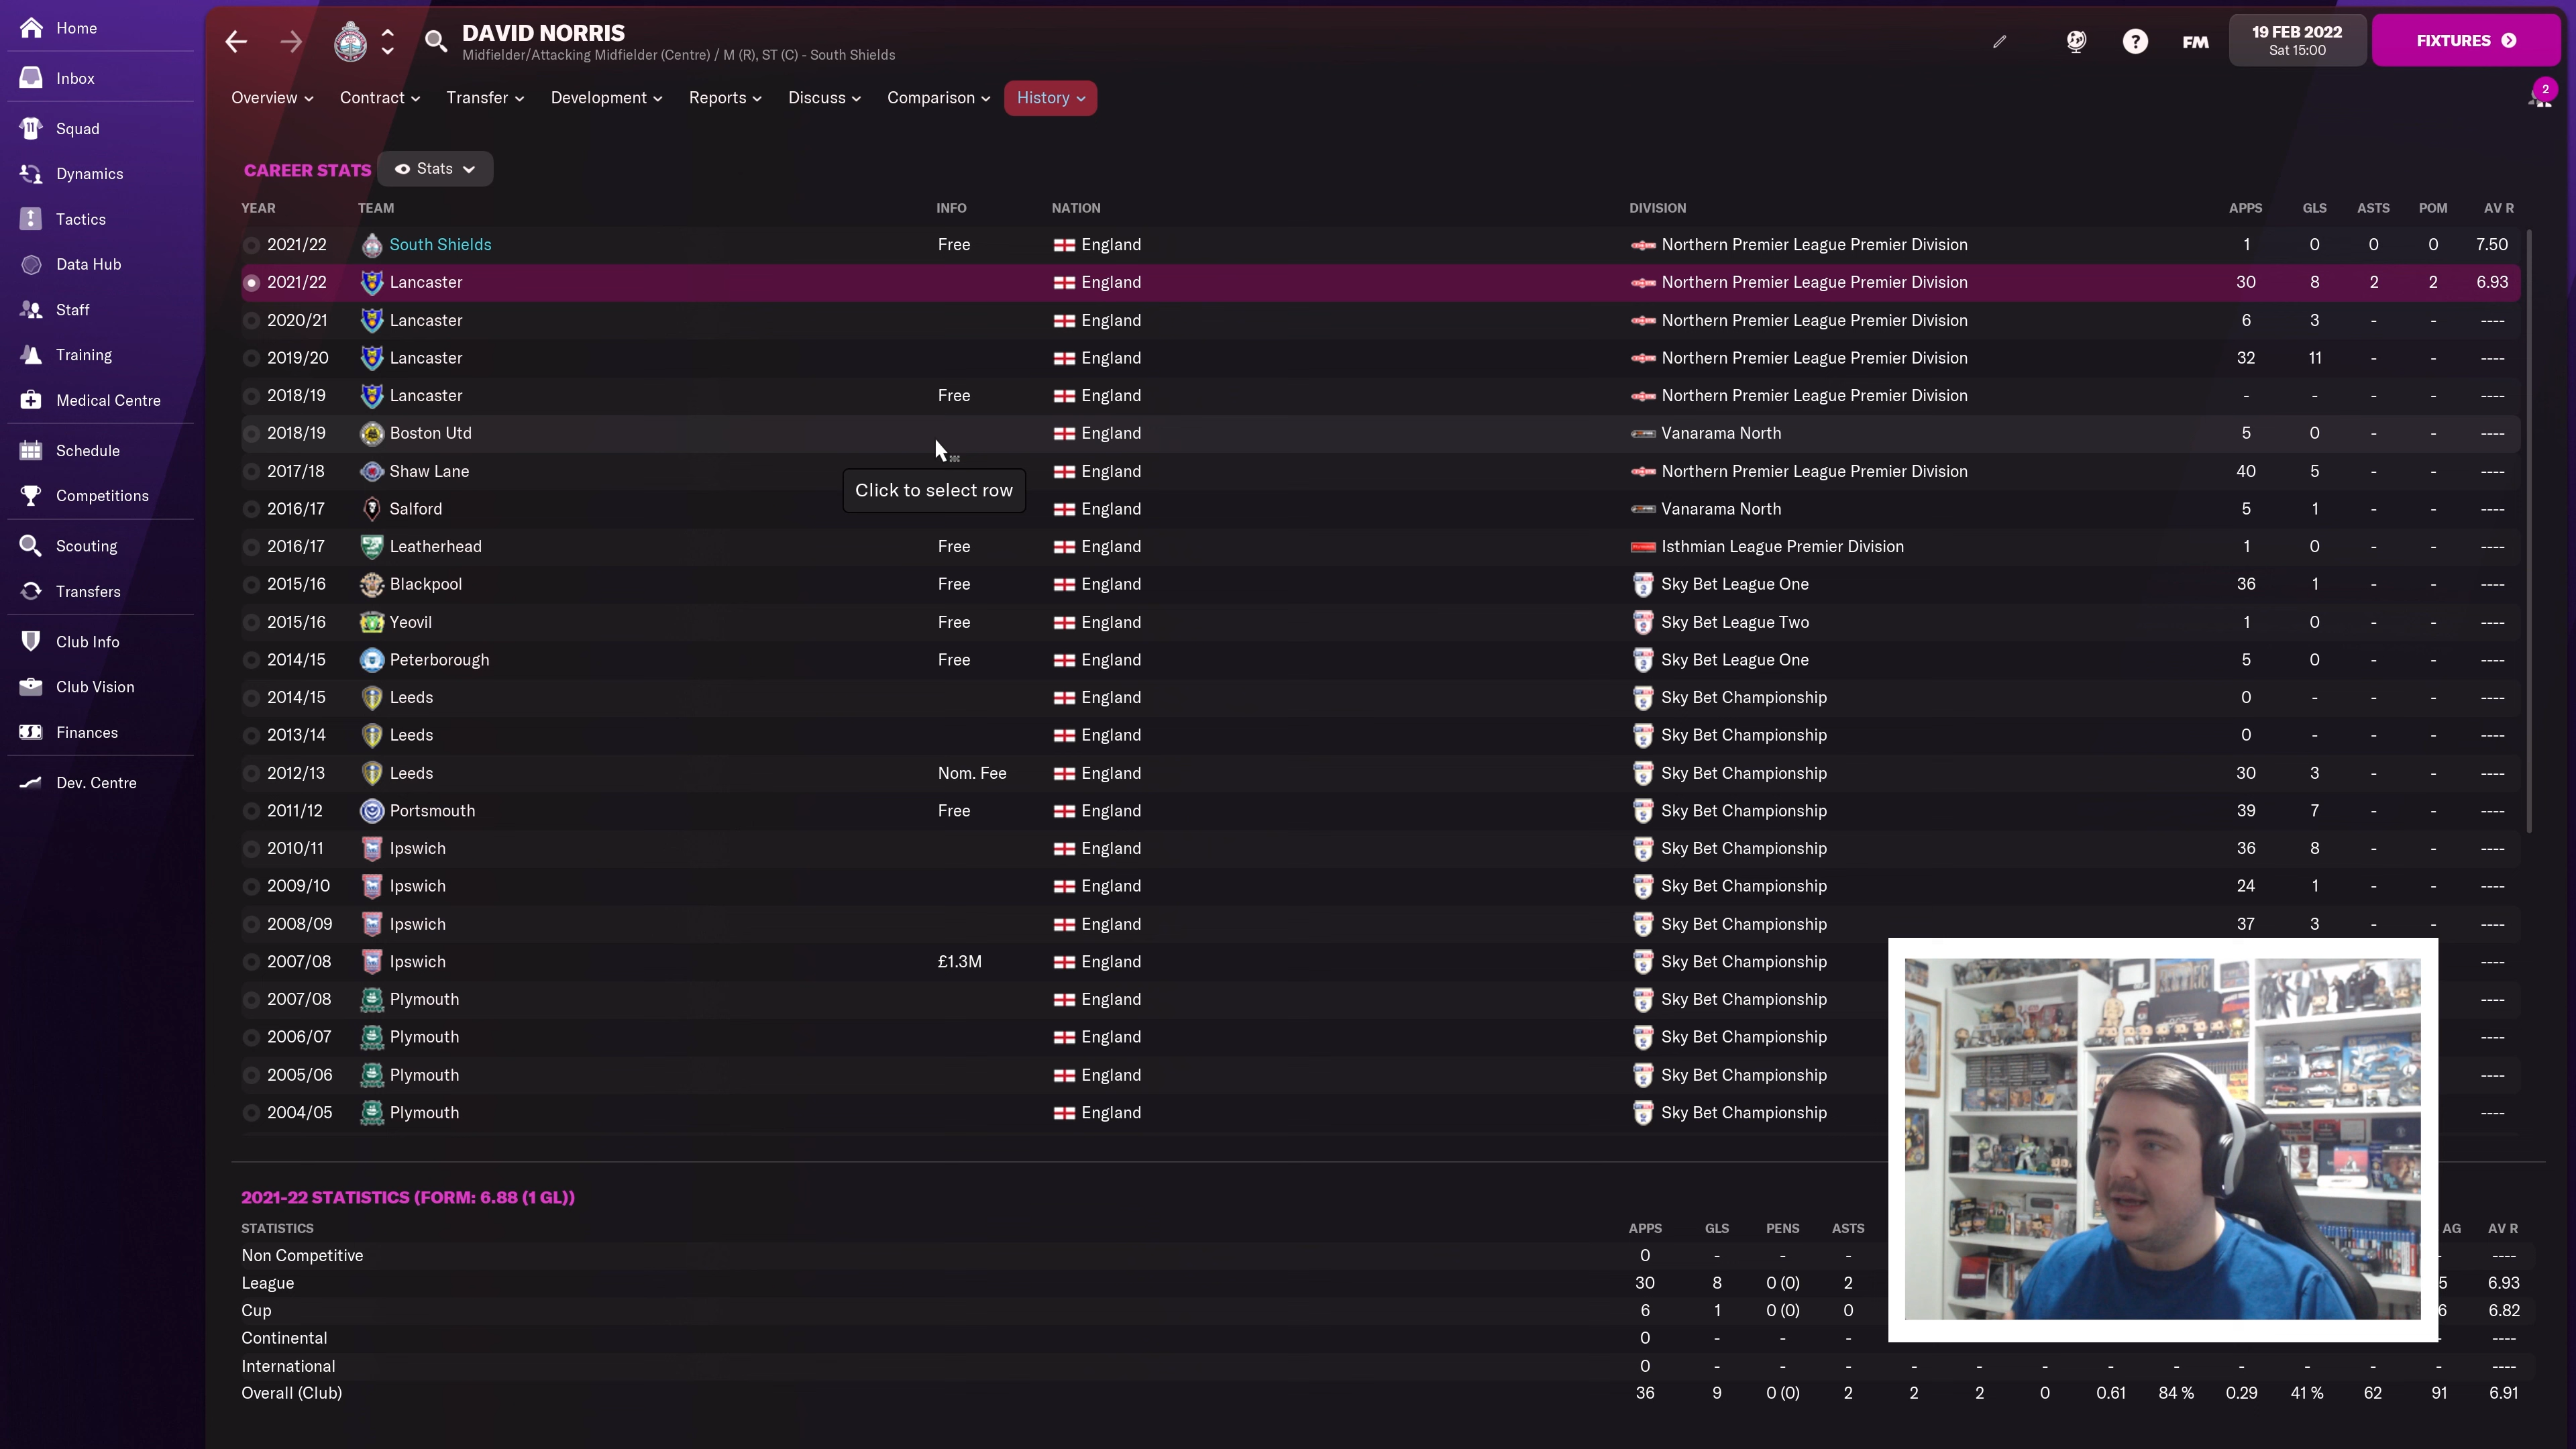 Home
Inbox
Squad
Dynamics
Tactics
Data Hub
Staff
Training
Medical Centre
Schedule
Competitions
Scouting
Transfers
Club Info
Club Vision
Finances
Dev. Centre
DAVID NORRIS
Midfielder/Attacking Midfielder (Centre) / M (R), ST (C) - South Shields
FM
19 FEB 2022
Sat 15:00
FIXTURES
Overview Contract Transfer Development Reports Discuss Comparison History
2
CAREER STATS Stats
YEAR TEAM INFO NATION DIVISION APPS GLS ASTS POM AV R
2021/22 South Shields Free England Northern Premier League Premier Division 1 0 0 0 7.50
2021/22 Lancaster England Northern Premier League Premier Division 30 8 2 2 6.93
2020/21 Lancaster England Northern Premier League Premier Division 6 3 - - ----
2019/20 Lancaster England Northern Premier League Premier Division 32 11 - - ----
2018/19 Lancaster Free England Northern Premier League Premier Division - - - - ----
2018/19 Boston Utd England Vanarama North 5 0 - - ----
2017/18 Shaw Lane England Northern Premier League Premier Division 40 5 - - ----
Click to select row
2016/17 Salford England Vanarama North 5 1 - - ----
2016/17 Leatherhead Free England Isthmian League Premier Division 1 0 - - ----
2015/16 Blackpool Free England Sky Bet League One 36 1 - - ----
2015/16 Yeovil Free England Sky Bet League Two 1 0 - - ----
2014/15 Peterborough Free England Sky Bet League One 5 0 - - ----
2014/15 Leeds England Sky Bet Championship 0 - - - ----
2013/14 Leeds England Sky Bet Championship 0 - - - ----
2012/13 Leeds Nom. Fee England Sky Bet Championship 30 3 - - ----
2011/12 Portsmouth Free England Sky Bet Championship 39 7 - - ----
2010/11 Ipswich England Sky Bet Championship 36 8 - - ----
2009/10 Ipswich England Sky Bet Championship 24 1 - - ----
2008/09 Ipswich England Sky Bet Championship 37 3 - - ----
2007/08 Ipswich £1.3M England Sky Bet Championship ----
2007/08 Plymouth England Sky Bet Championship ----
2006/07 Plymouth England Sky Bet Championship ----
2005/06 Plymouth England Sky Bet Championship ----
2004/05 Plymouth England Sky Bet Championship ----
2021-22 STATISTICS (FORM: 6.88 (1 GL))
STATISTICS APPS GLS PENS ASTS AG AV R
Non Competitive 0 - - - - ----
League 30 8 0 (0) 2 5 6.93
Cup 6 1 0 (0) 0 6 6.82
Continental 0 - - - - ----
International 0 - - - - - - - - - - - - ----
Overall (Club) 36 9 0 (0) 2 2 2 0 0.61 84 % 0.29 41 % 62 91 6.91